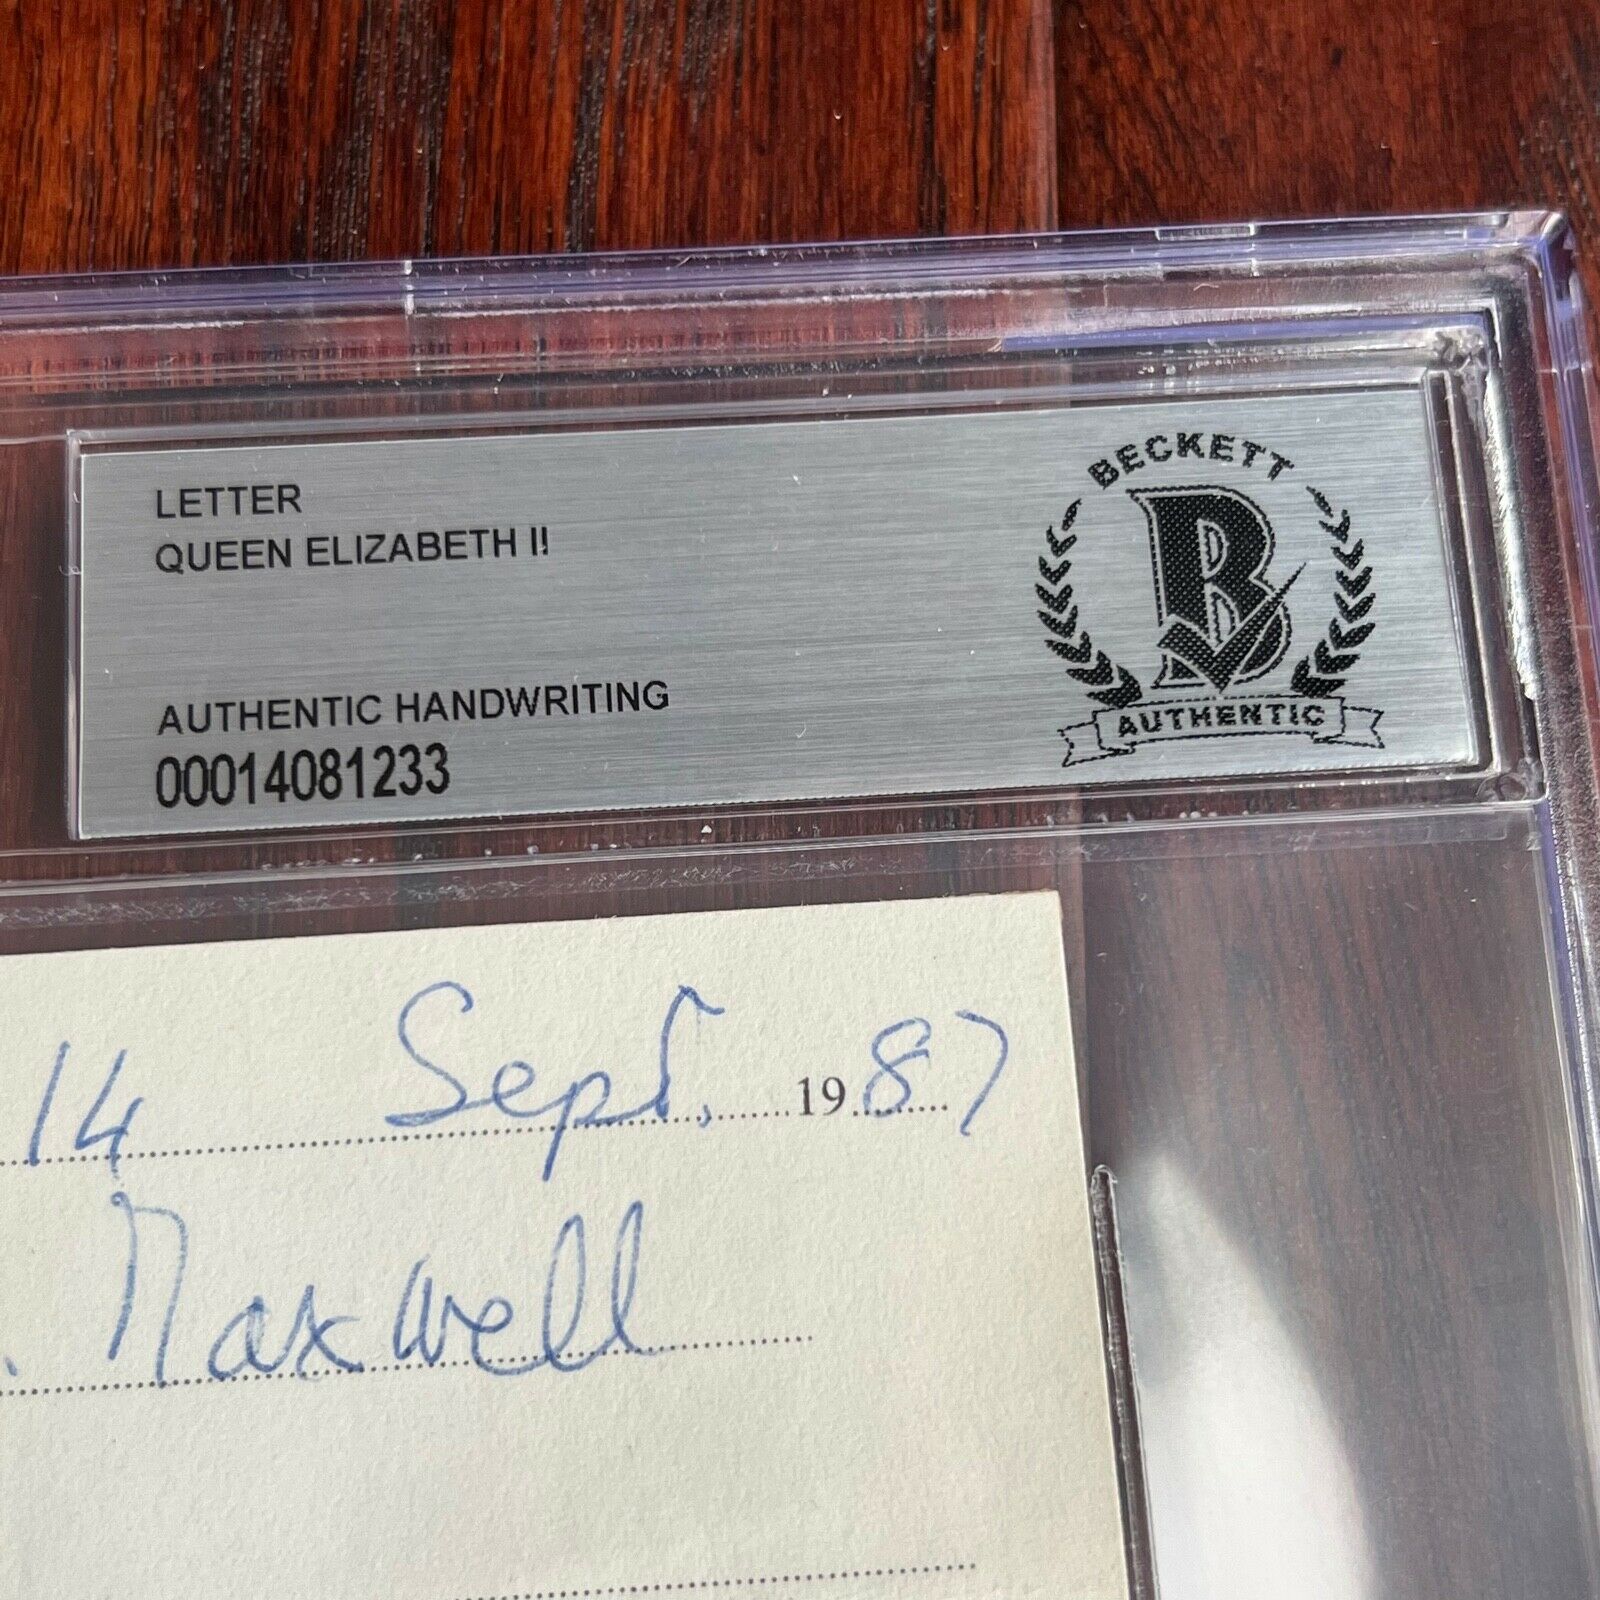 LETTER
QUEEN ELIZABETH I!
AUTHENTIC HANDWRITING
00014081233
BECKETT
B
AUTHENTIC
14 Sept. 1987
. Maxwell